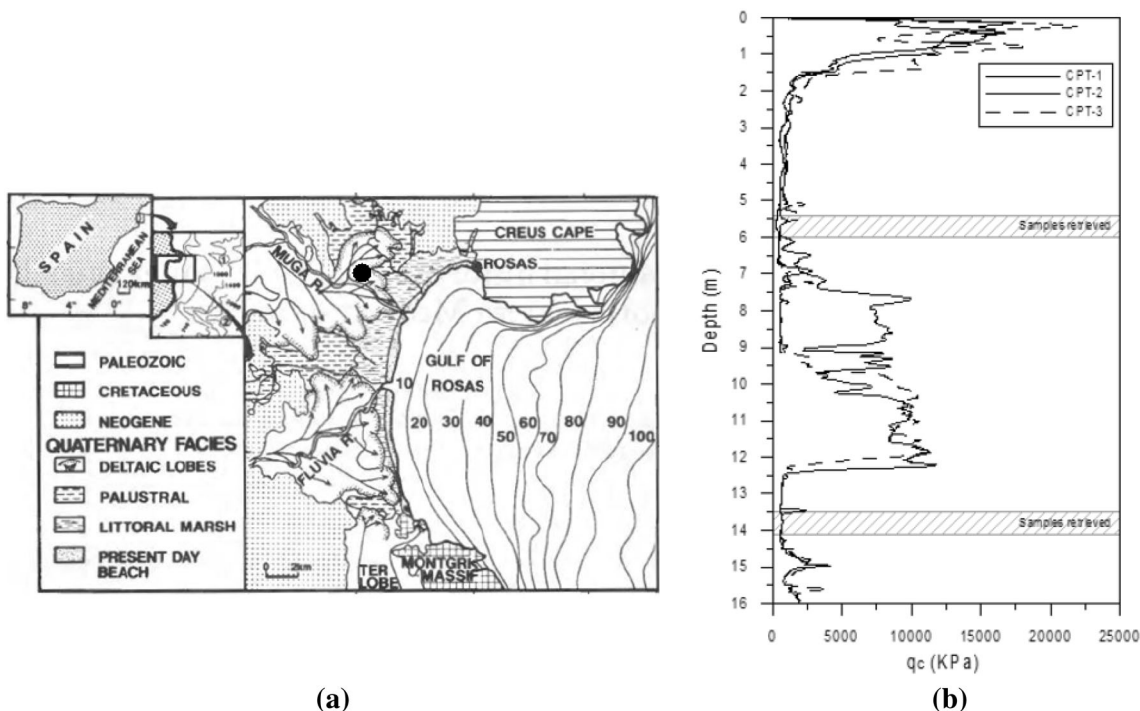 SPAIN
MEDITERRANEAN
SEA
120km
8°
4°
0°
MUGA R.
CREUS CAPE
ROSAS
GULF OF
ROSAS
10
20
30
40
50
60
70
80
90
100
FLUVIA R.
0 2km
TER
LOBE
MONTGRI
MASSIF
PALEOZOIC
CRETACEOUS
NEOGENE
QUATERNARY FACIES
DELTAIC LOBES
PALUSTRAL
LITTORAL MARSH
PRESENT DAY
BEACH
(a)
0
1
2
3
4
5
6
7
8
9
10
11
12
13
14
15
16
Depth (m)
CPT-1
CPT-2
CPT-3
Samples retrieved
Samples retrieved
0 5000 10000 15000 20000 25000
qc (KPa)
(b)